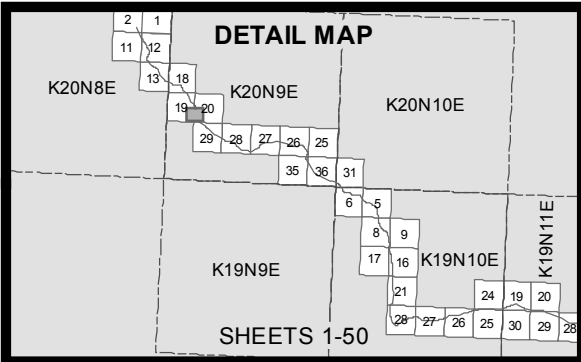 DETAIL MAP
2 1
11 12
K20N8E
13 18
K20N9E
K20N10E
19 20
29 28 27 26 25
35 36 31
6 5
8 9
K19N11E
17 16
K19N9E
K19N10E
21
24 19 20
28 27 26 25 30 29 28
SHEETS 1-50